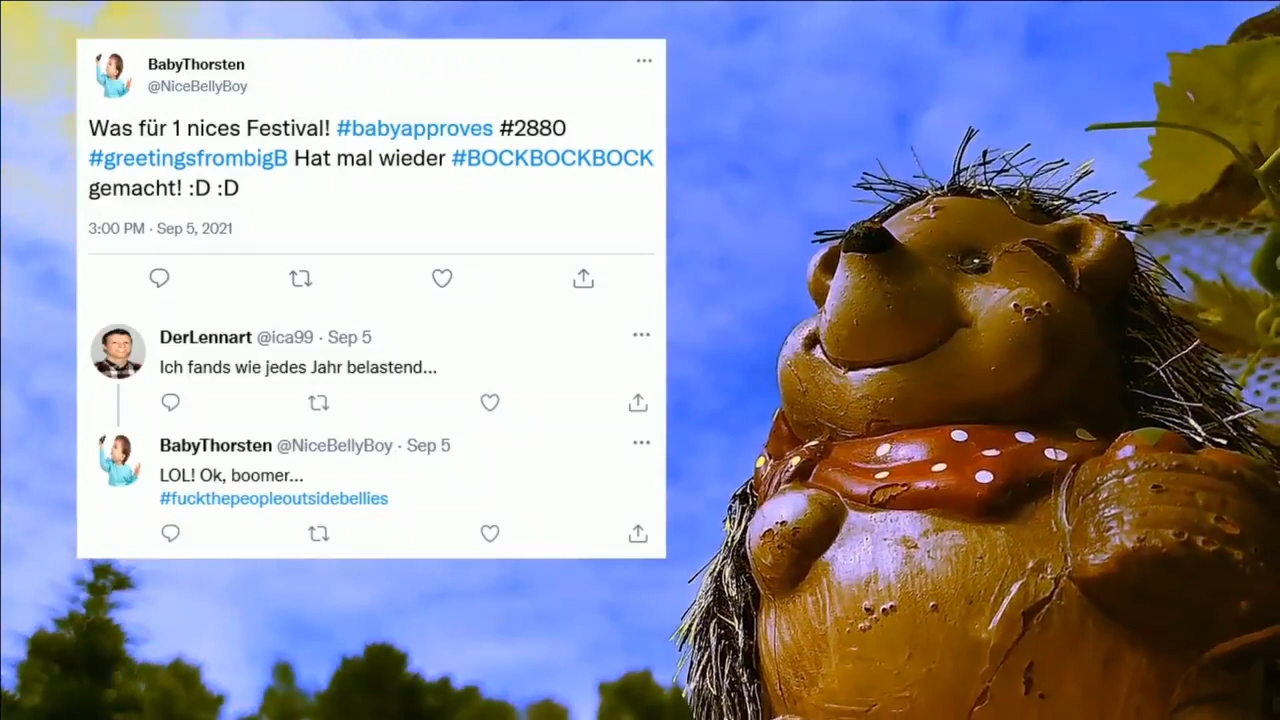 BabyThorsten
@NiceBellyBoy
Was für 1 nices Festival! #babyapproves #2880
#greetingsfrombigB Hat mal wieder #BOCKBOCKBOCK
gemacht! :D :D
3:00 PM · Sep 5, 2021
DerLennart @ica99 · Sep 5
Ich fands wie jedes Jahr belastend...
BabyThorsten @NiceBellyBoy · Sep 5
LOL! Ok, boomer...
#fuckthepeopleoutsidebellies